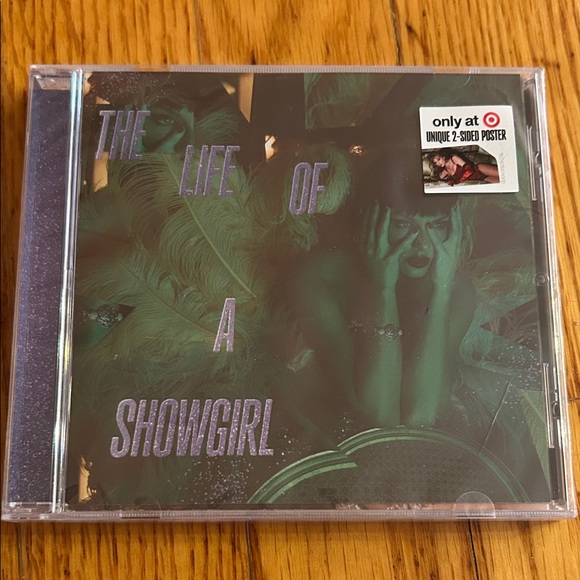 THE
LIFE
OF
A
SHOWGIRL
only at
UNIQUE 2-SIDED POSTER